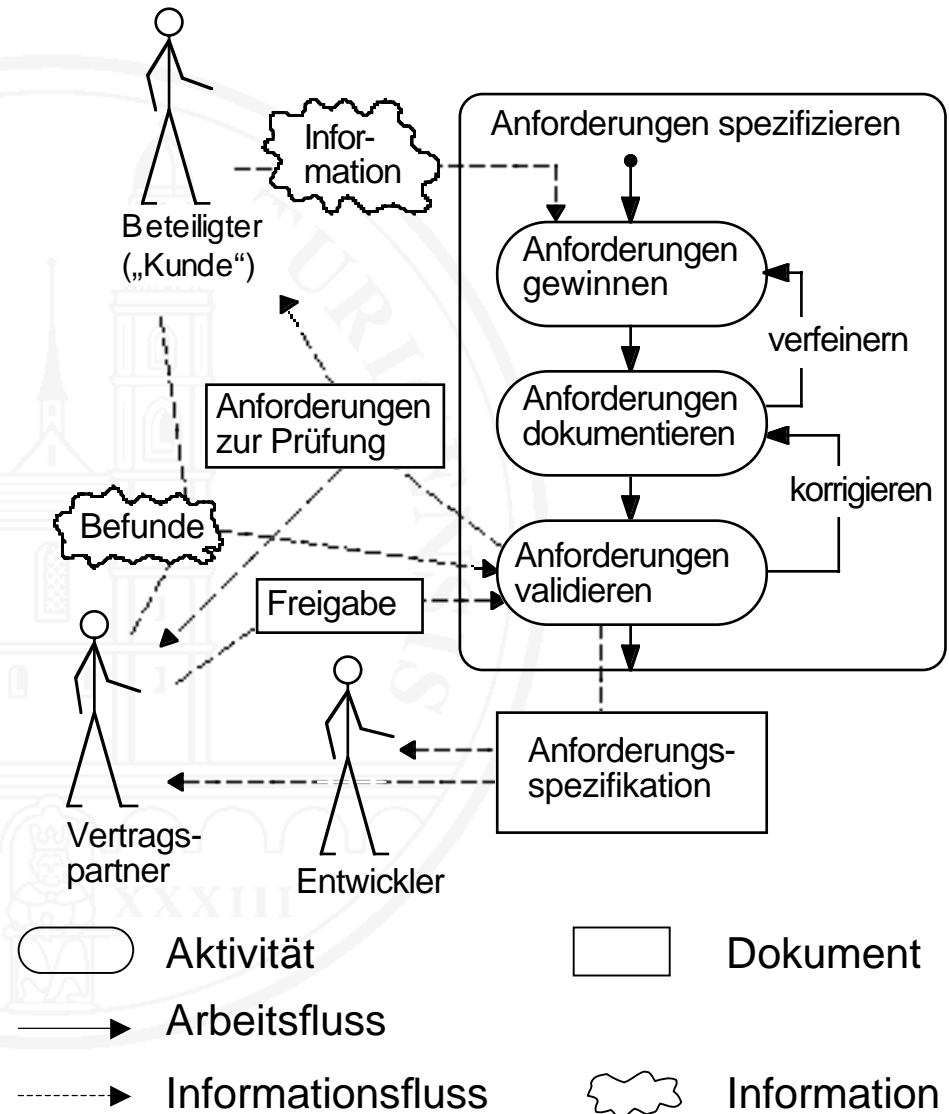 Infor-
mation
Anforderungen spezifizieren
Beteiligter
(„Kunde“)
Anforderungen
gewinnen
verfeinern
Anforderungen
zur Prüfung
Anforderungen
dokumentieren
korrigieren
Befunde
Anforderungen
validieren
Freigabe
Anforderungs-
spezifikation
Vertrags-
partner
Entwickler
XXXIII
Aktivität
Dokument
Arbeitsfluss
Informationsfluss
Information